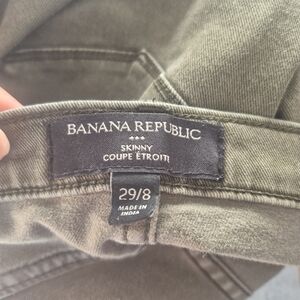 BANANA REPUBLIC
SKINNY
COUPE ÉTROITE
29/8
MADE IN
INDIA